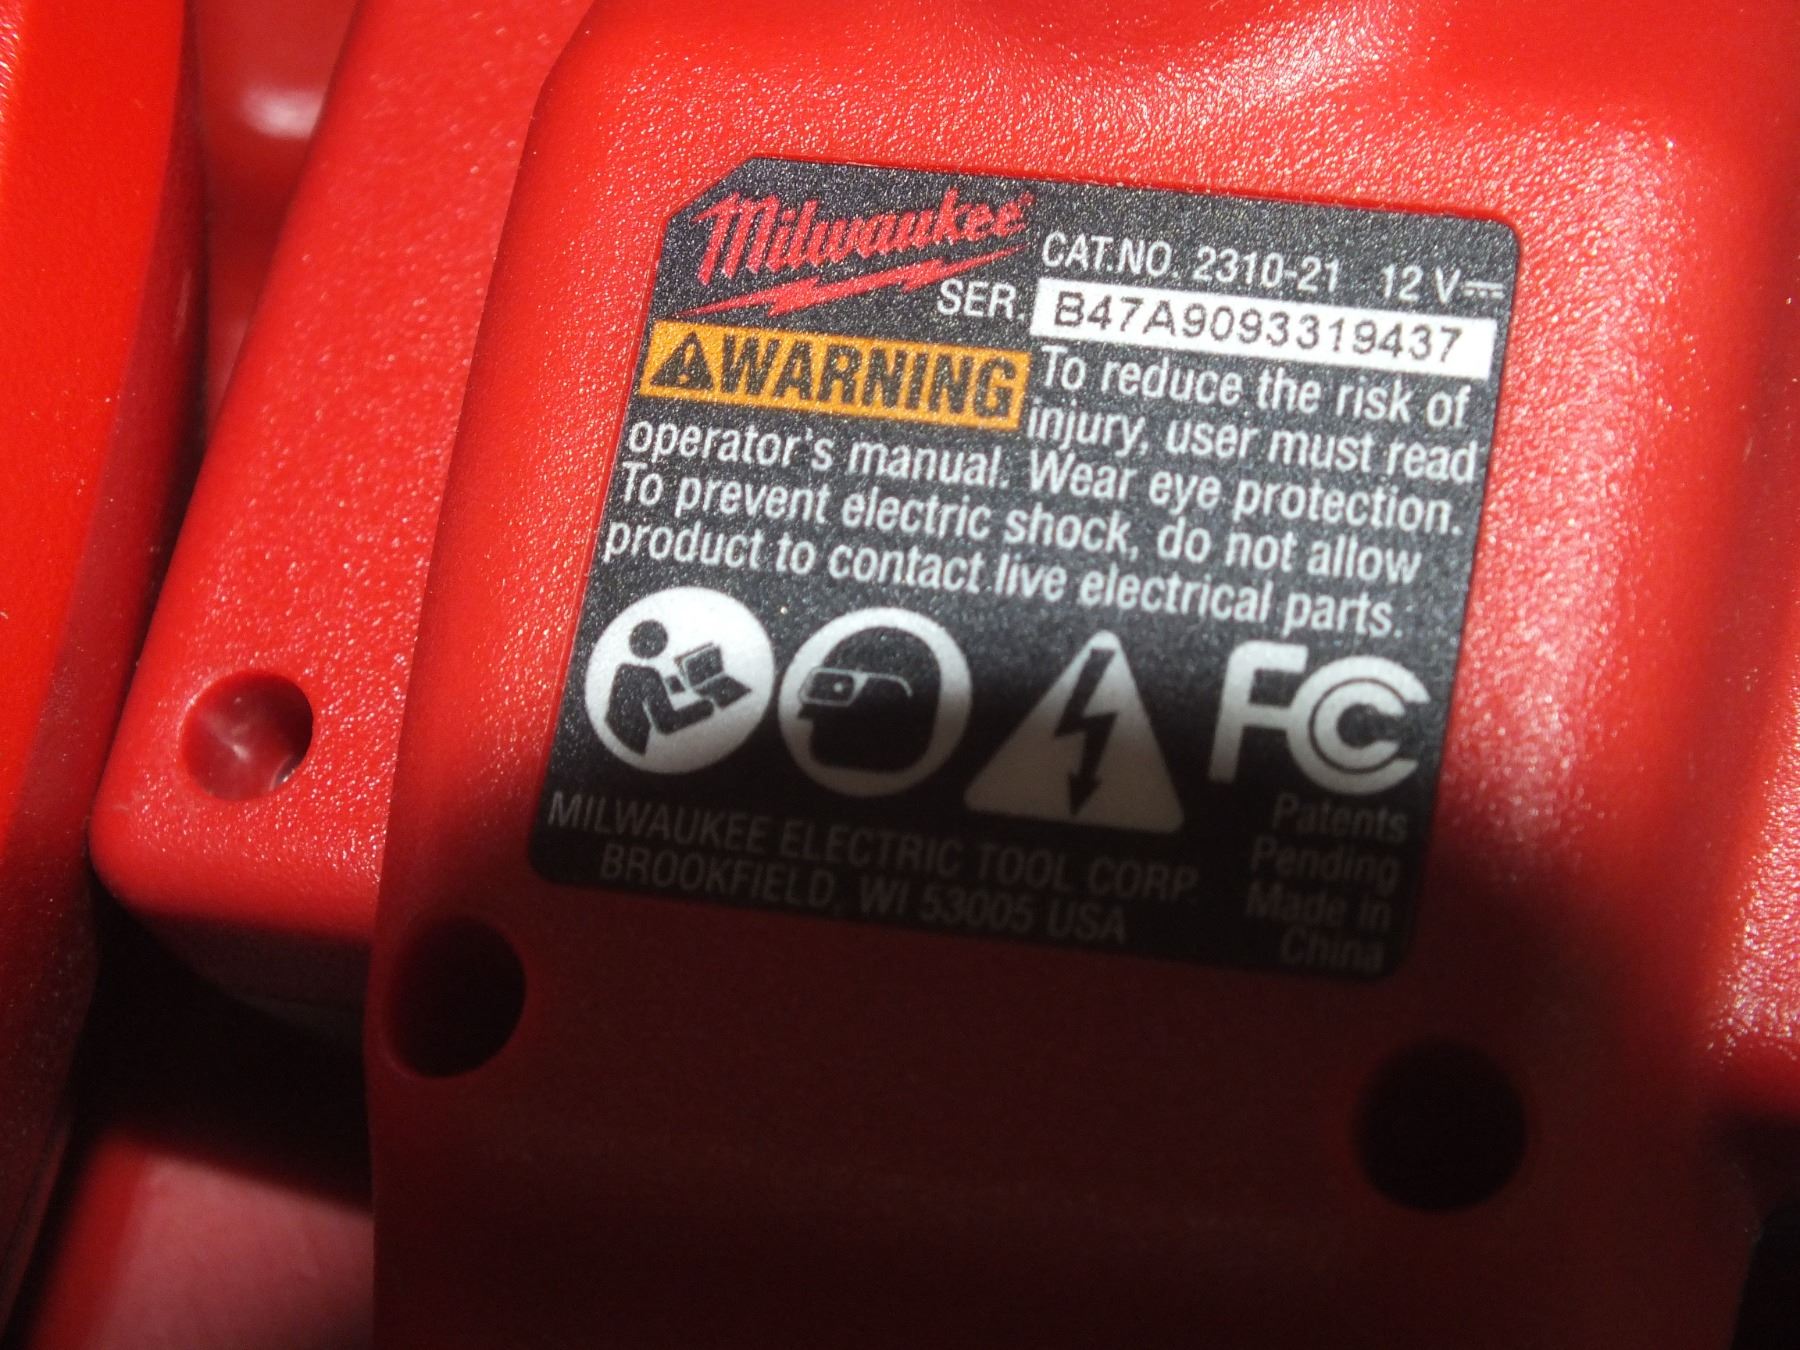 Milwaukee
CAT.NO. 2310-21 12 V⎓
SER. B47A9093319437
WARNING To reduce the risk of
injury, user must read
operator's manual. Wear eye protection.
To prevent electric shock, do not allow
product to contact live electrical parts.
FC
MILWAUKEE ELECTRIC TOOL CORP.
BROOKFIELD, WI 53005 USA
Patents
Pending
Made in
China